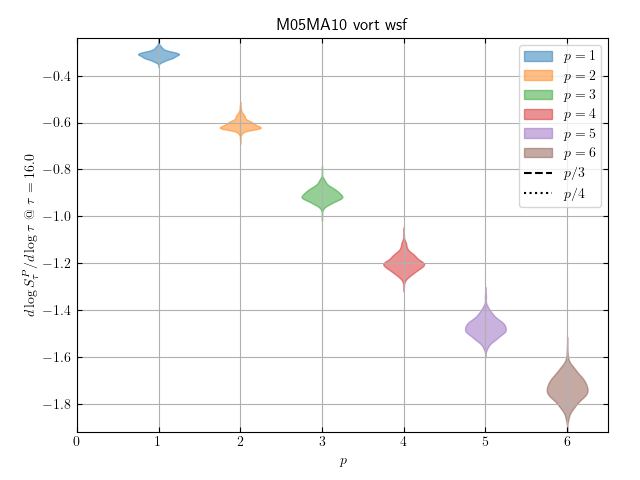 M05MA10 vort wsf
d log S_τ^P / d log τ @ τ = 16.0
−0.4
−0.6
−0.8
−1.0
−1.2
−1.4
−1.6
−1.8
0 1 2 3 4 5 6
p
p = 1
p = 2
p = 3
p = 4
p = 5
p = 6
p/3
p/4